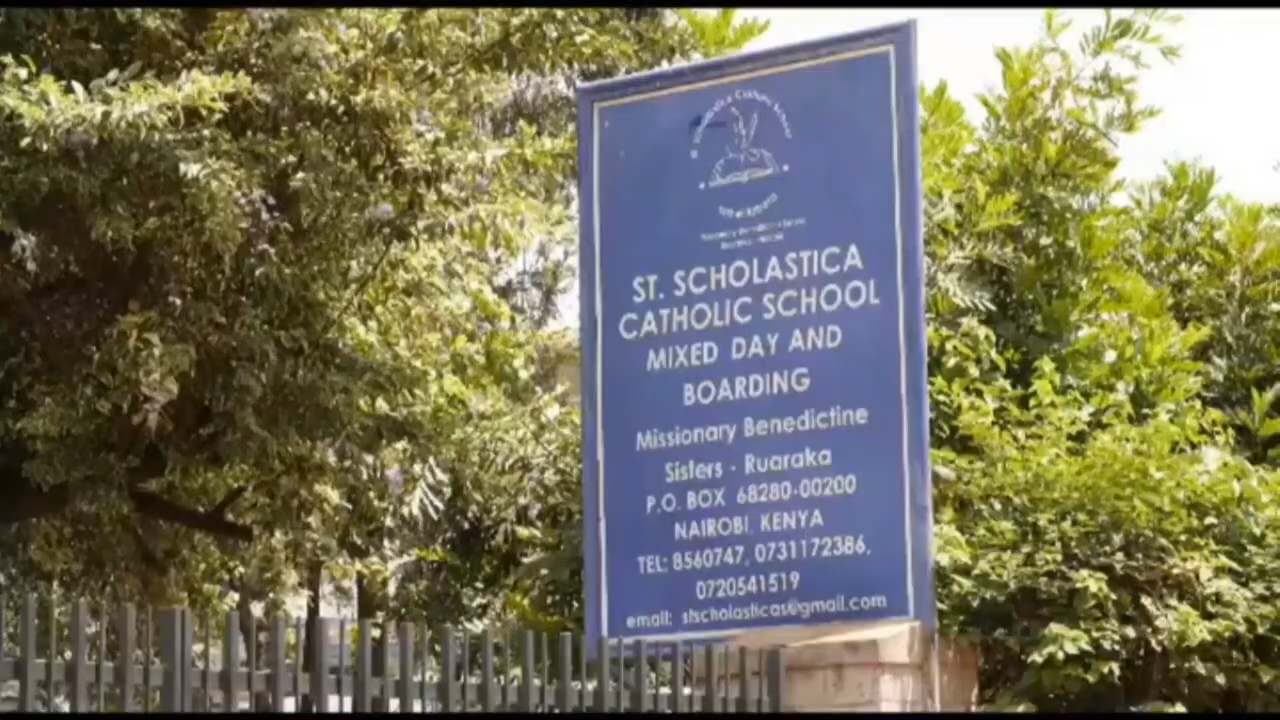 ST. SCHOLASTICA
CATHOLIC SCHOOL
MIXED DAY AND
BOARDING
Missionary Benedictine
Sisters - Ruaraka
P.O. BOX 68280-00200
NAIROBI, KENYA
TEL: 8560747, 0731172386,
0720541519
email: stscholasticas@gmail.com